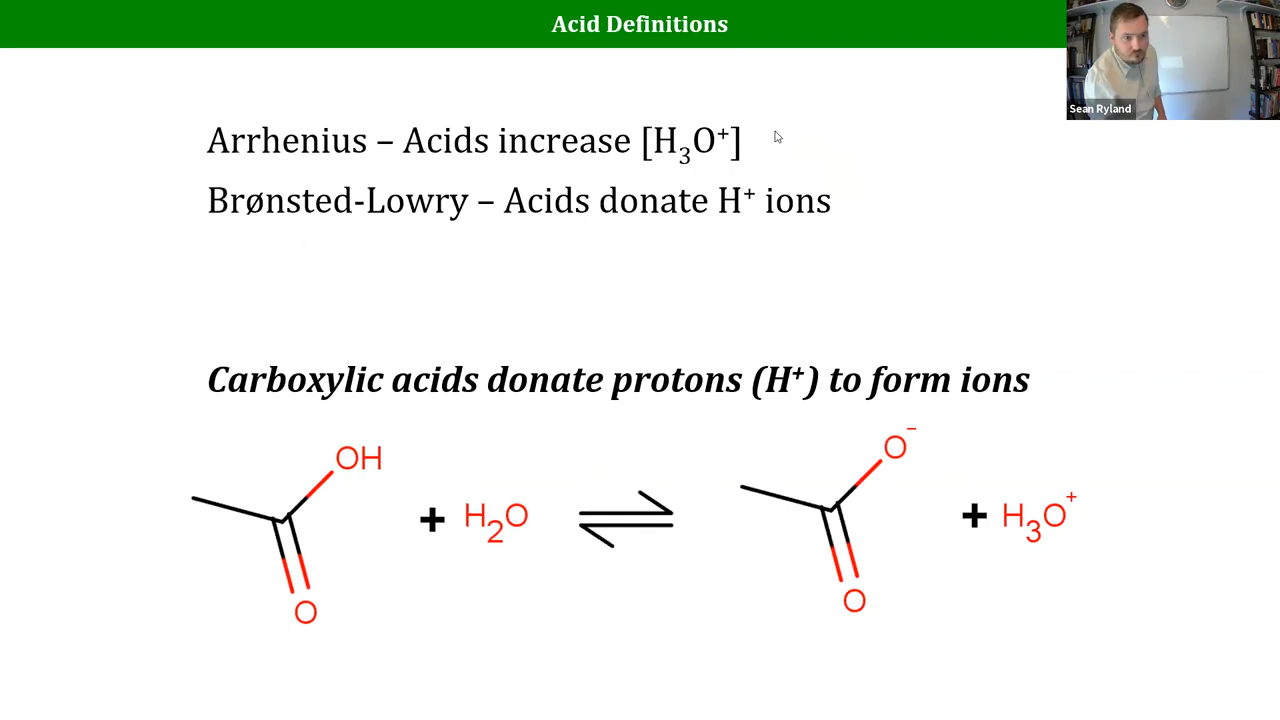 Acid Definitions
Sean Ryland
Arrhenius – Acids increase [H₃O⁺]
Brønsted-Lowry – Acids donate H⁺ ions
Carboxylic acids donate protons (H⁺) to form ions
OH
O
+ H₂O
O⁻
O
+ H₃O⁺